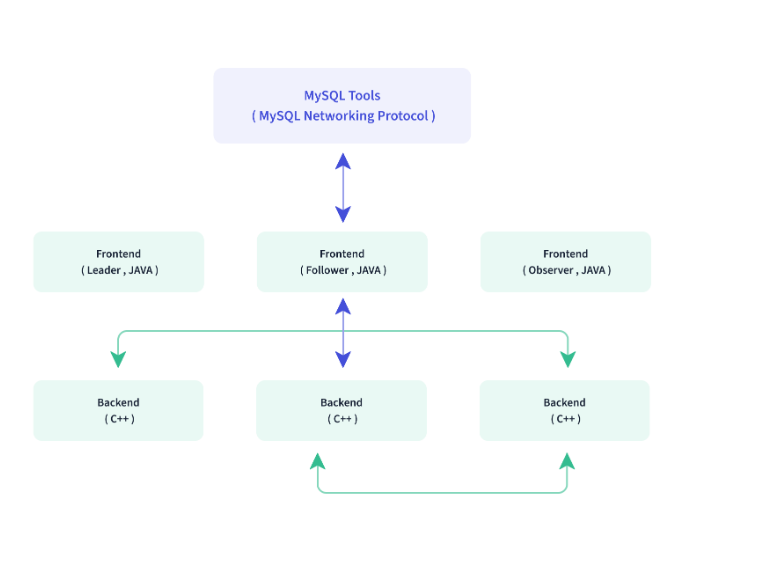 MySQL Tools
( MySQL Networking Protocol )
Frontend
( Leader , JAVA )
Frontend
( Follower , JAVA )
Frontend
( Observer , JAVA )
Backend
( C++ )
Backend
( C++ )
Backend
( C++ )